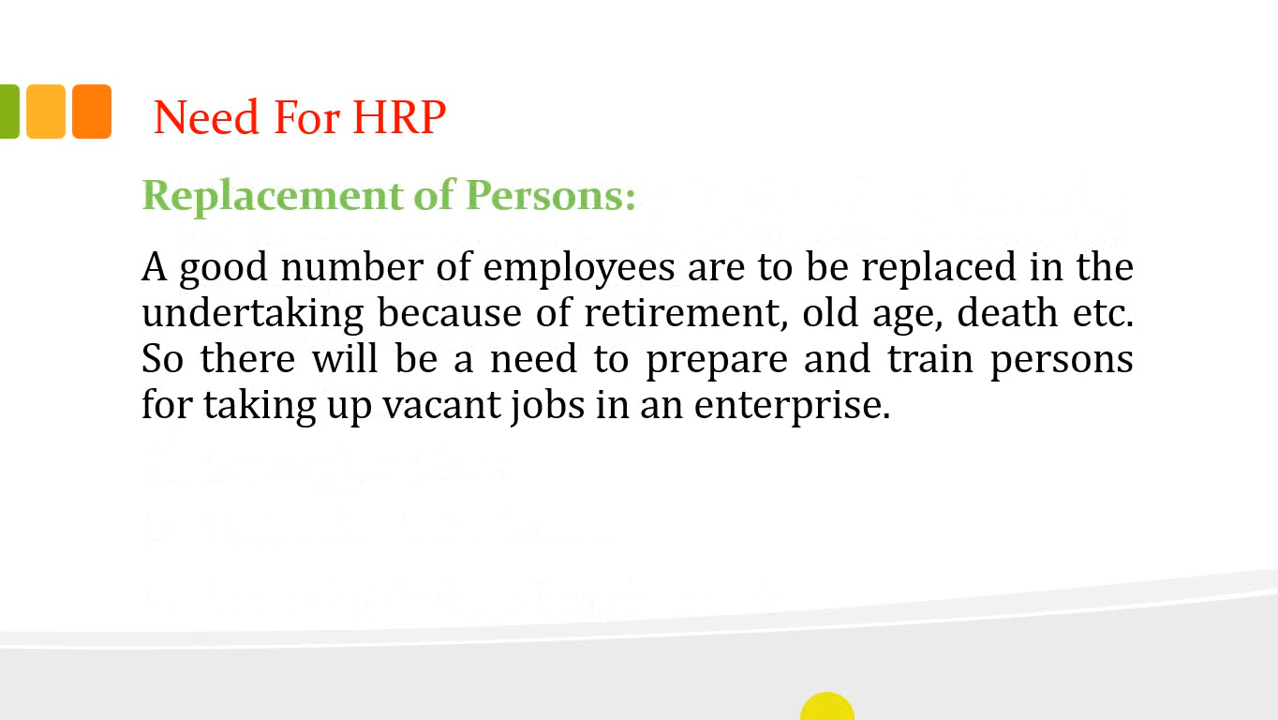 Need For HRP
Replacement of Persons:
A good number of employees are to be replaced in the
undertaking because of retirement, old age, death etc.
So there will be a need to prepare and train persons
for taking up vacant jobs in an enterprise.